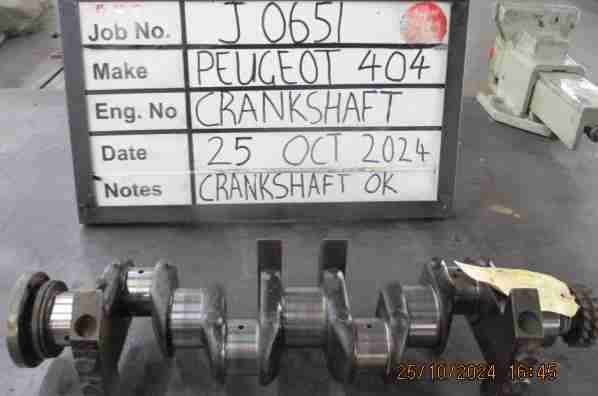 Job No. J 0651
Make PEUGEOT 404
Eng. No CRANKSHAFT
Date 25 OCT 2024
Notes CRANKSHAFT OK
25/10/2024 16:45